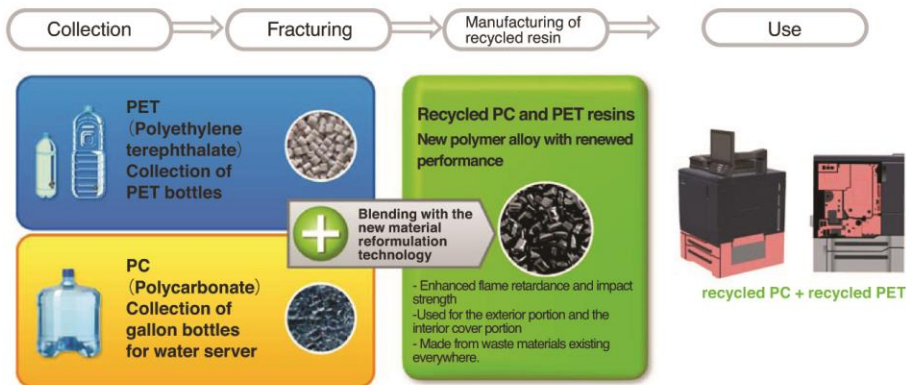 Collection
Fracturing
Manufacturing of
recycled resin
Use
PET
(Polyethylene
terephthalate)
Collection of
PET bottles
PC
(Polycarbonate)
Collection of
gallon bottles
for water server
Blending with the
new material
reformulation
technology
Recycled PC and PET resins
New polymer alloy with renewed
performance
- Enhanced flame retardance and impact
strength
-Used for the exterior portion and the
interior cover portion
- Made from waste materials existing
everywhere.
recycled PC + recycled PET